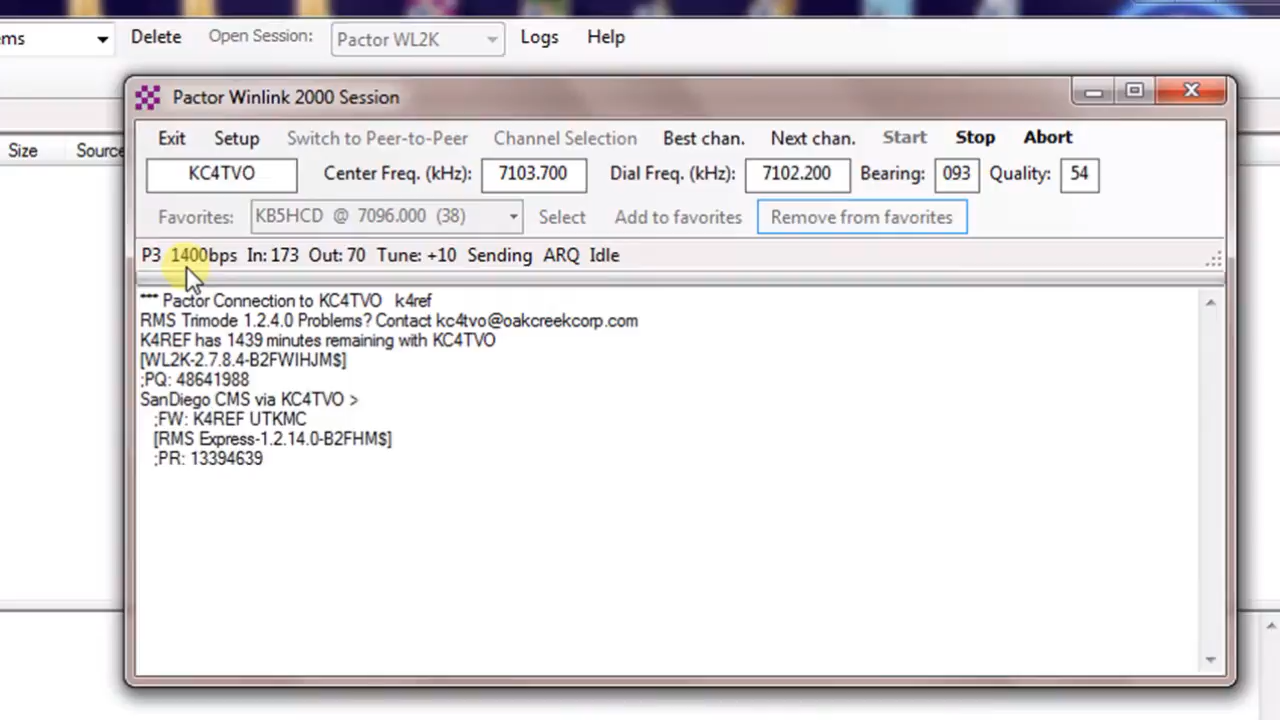 ems Delete Open Session: Pactor WL2K Logs Help
Size Source
Pactor Winlink 2000 Session
Exit Setup Switch to Peer-to-Peer Channel Selection Best chan. Next chan. Start Stop Abort
KC4TVO Center Freq. (kHz): 7103.700 Dial Freq. (kHz): 7102.200 Bearing: 093 Quality: 54
Favorites: KB5HCD @ 7096.000 (38) Select Add to favorites Remove from favorites
P3 1400bps In: 173 Out: 70 Tune: +10 Sending ARQ Idle
*** Pactor Connection to KC4TVO k4ref
RMS Trimode 1.2.4.0 Problems? Contact kc4tvo@oakcreekcorp.com
K4REF has 1439 minutes remaining with KC4TVO
[WL2K-2.7.8.4-B2FWIHJM$]
;PQ: 48641988
SanDiego CMS via KC4TVO >
;FW: K4REF UTKMC
[RMS Express-1.2.14.0-B2FHM$]
;PR: 13394639